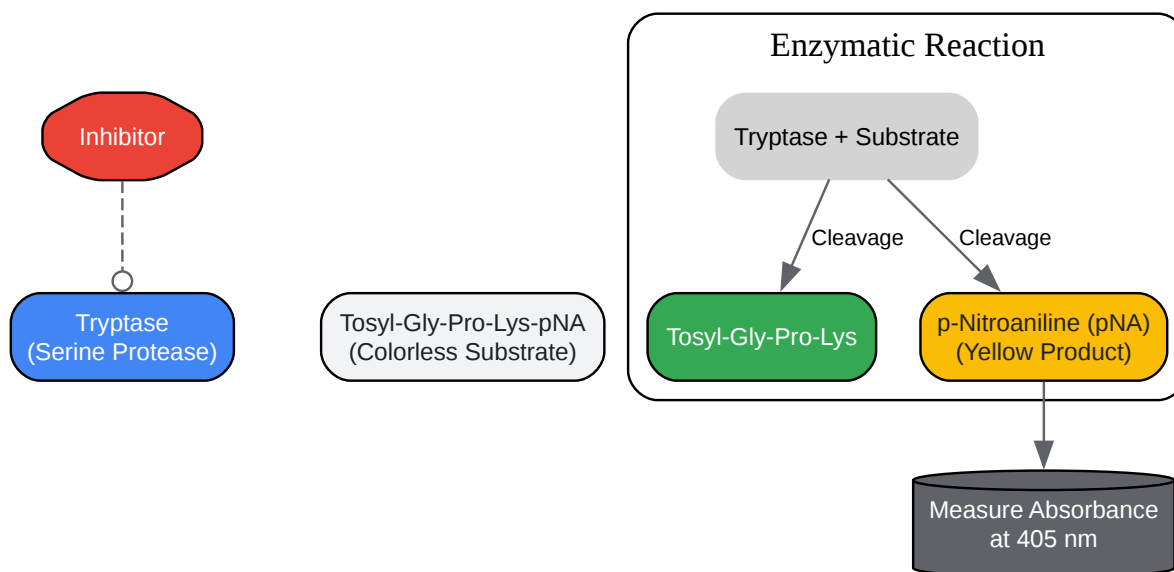 Enzymatic Reaction
Inhibitor
Tryptase + Substrate
Cleavage
Cleavage
Tryptase
(Serine Protease)
Tosyl-Gly-Pro-Lys-pNA
(Colorless Substrate)
Tosyl-Gly-Pro-Lys
p-Nitroaniline (pNA)
(Yellow Product)
Measure Absorbance
at 405 nm